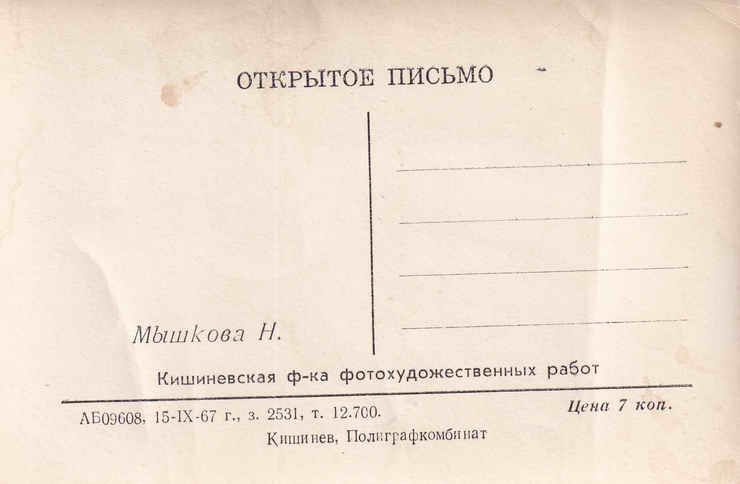 ОТКРЫТОЕ ПИСЬМО
Мышкова Н.
Кишиневская ф-ка фотохудожественных работ
АБ09608, 15-IX-67 г., з. 2531, т. 12.700.
Цена 7 коп.
Кишинев, Полиграфкомбинат